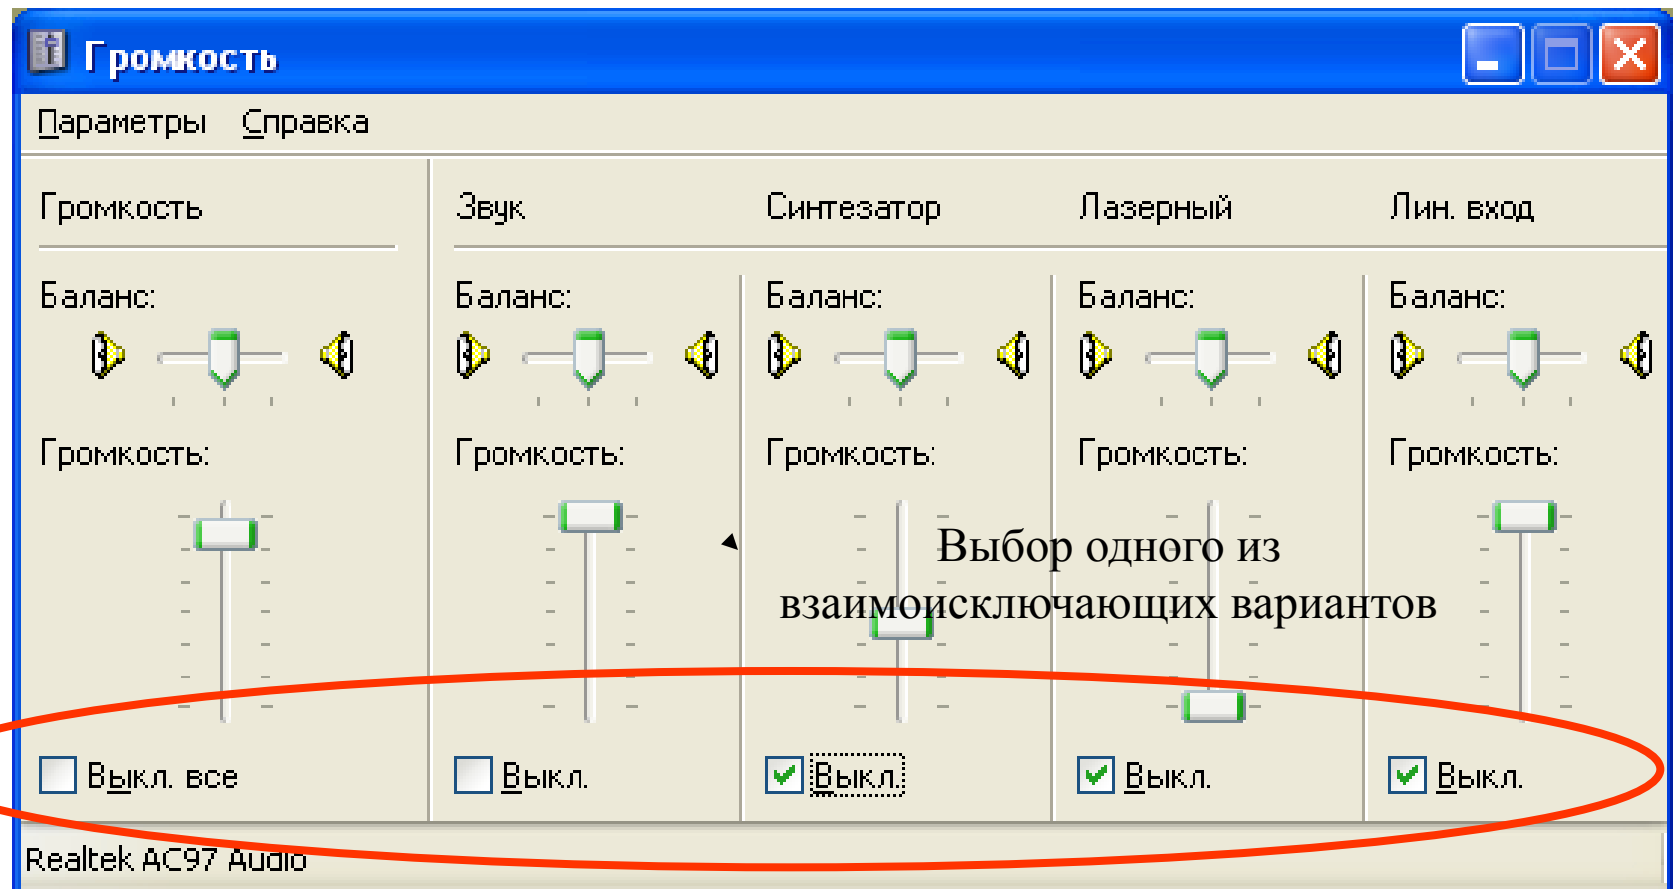 Громкость
Параметры Справка
Громкость Звук Синтезатор Лазерный Лин. вход
Баланс: Баланс: Баланс: Баланс: Баланс:
Громкость: Громкость: Громкость: Громкость: Громкость:
Выбор одного из
взаимоисключающих вариантов
Выкл. все Выкл. Выкл. Выкл. Выкл.
Realtek AC97 Audio